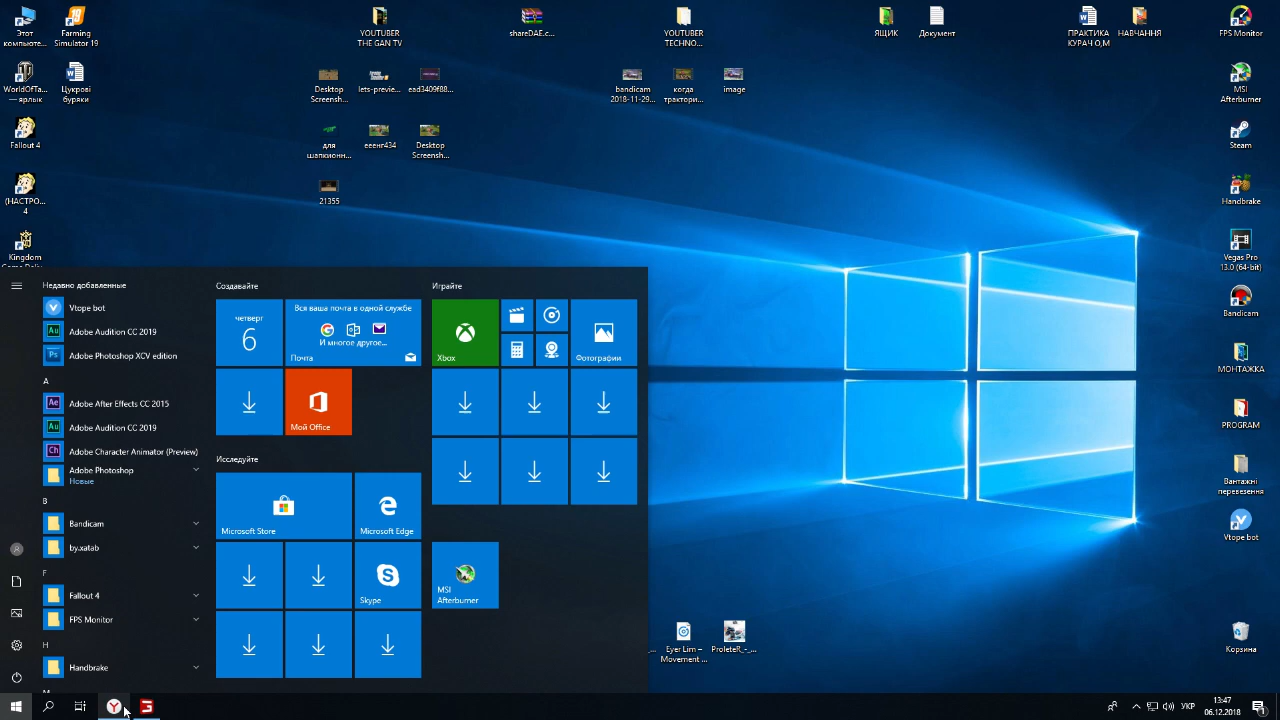 Этот
компьюте...
Farming
Simulator 19
YOUTUBER
THE GAN TV
shareDAE.c...
YOUTUBER
TECHNO...
ЯЩИК
Документ
ПРАКТИКА
КУРАЧ О,М
НАВЧАННЯ
FPS Monitor
WorldOfTa...
— ярлык
Цукрові
буряки
Desktop
Screensh...
lets-previe...
ead3409f88...
bandicam
2018-11-29...
когда
трактори...
image
MSI
Afterburner
Fallout 4
для
шапкионн...
ееенг434
Desktop
Screensh...
Steam
(НАСТРО...
4
21355
Handbrake
Kingdom
Vegas Pro
13.0 (64-bit)
Bandicam
МОНТАЖКА
PROGRAM
Вантажні
перевезення
Vtope bot
Недавно добавленные
Vtope bot
Adobe Audition CC 2019
Adobe Photoshop XCV edition
A
Adobe After Effects CC 2015
Adobe Audition CC 2019
Adobe Character Animator (Preview)
Adobe Photoshop
Новые
B
Bandicam
by.xatab
F
Fallout 4
FPS Monitor
H
Handbrake
Создавайте
четверг
6
Вся ваша почта в одной службе
И многое другое...
Почта
Мой Office
Исследуйте
Microsoft Store
Microsoft Edge
Skype
Играйте
Xbox
Фотографии
MSI
Afterburner
Eyer Lim –
Movement ...
ProleteR_-_...
Корзина
УКР
13:47
06.12.2018